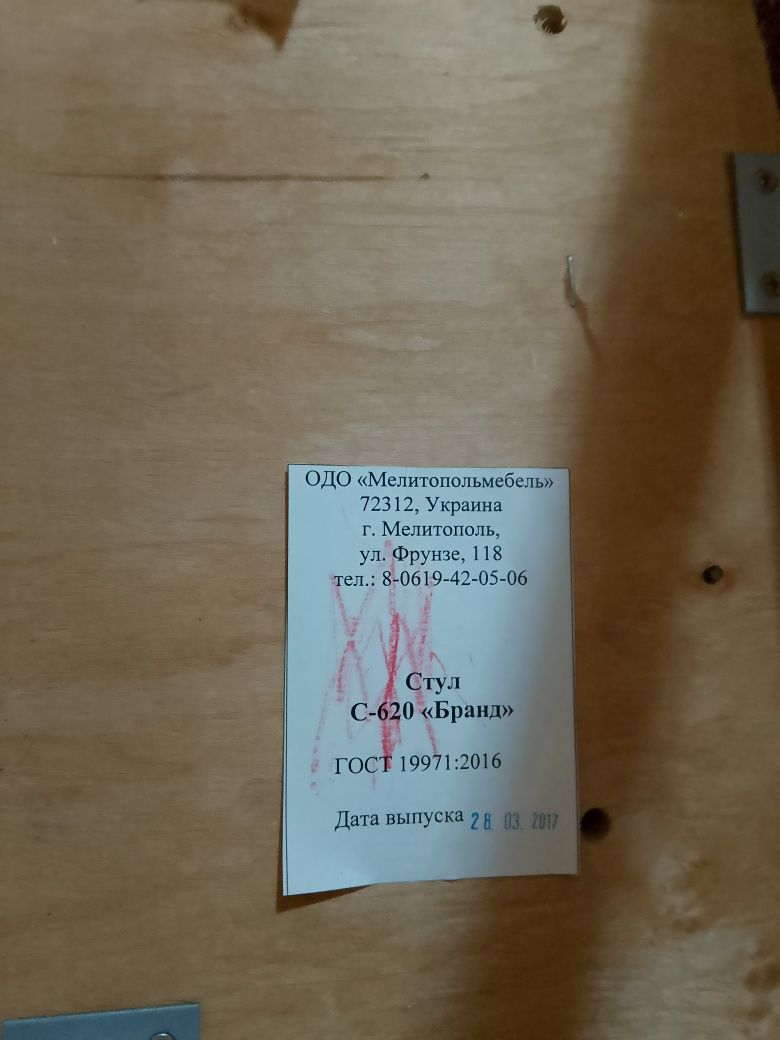 ОДО «Мелитопольмебель»
72312, Украина
г. Мелитополь,
ул. Фрунзе, 118
тел.: 8-0619-42-05-06
Стул
С-620 «Бранд»
ГОСТ 19971:2016
Дата выпуска 28. 03. 2017